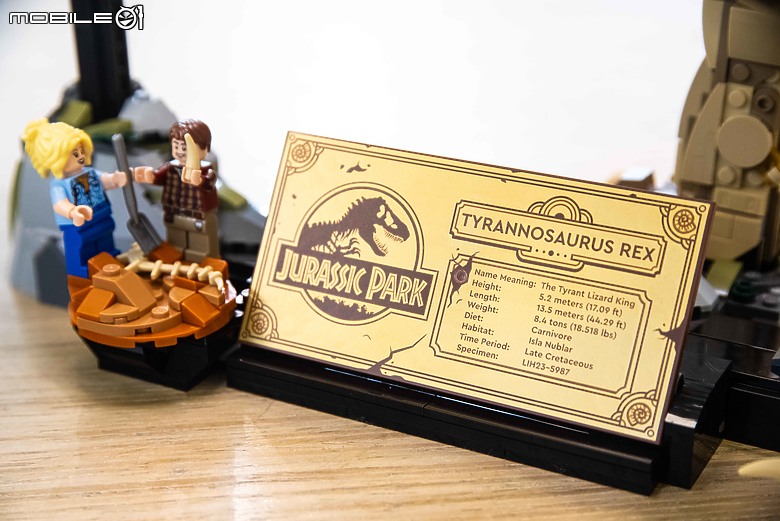 MOBILE01
JURASSIC PARK
TYRANNOSAURUS REX
Name Meaning: The Tyrant Lizard King
Height: 5.2 meters (17.09 ft)
Length: 13.5 meters (44.29 ft)
Weight: 8.4 tons (18.518 lbs)
Diet: Carnivore
Habitat: Isla Nublar
Time Period: Late Cretaceous
Specimen: LIH23-5987